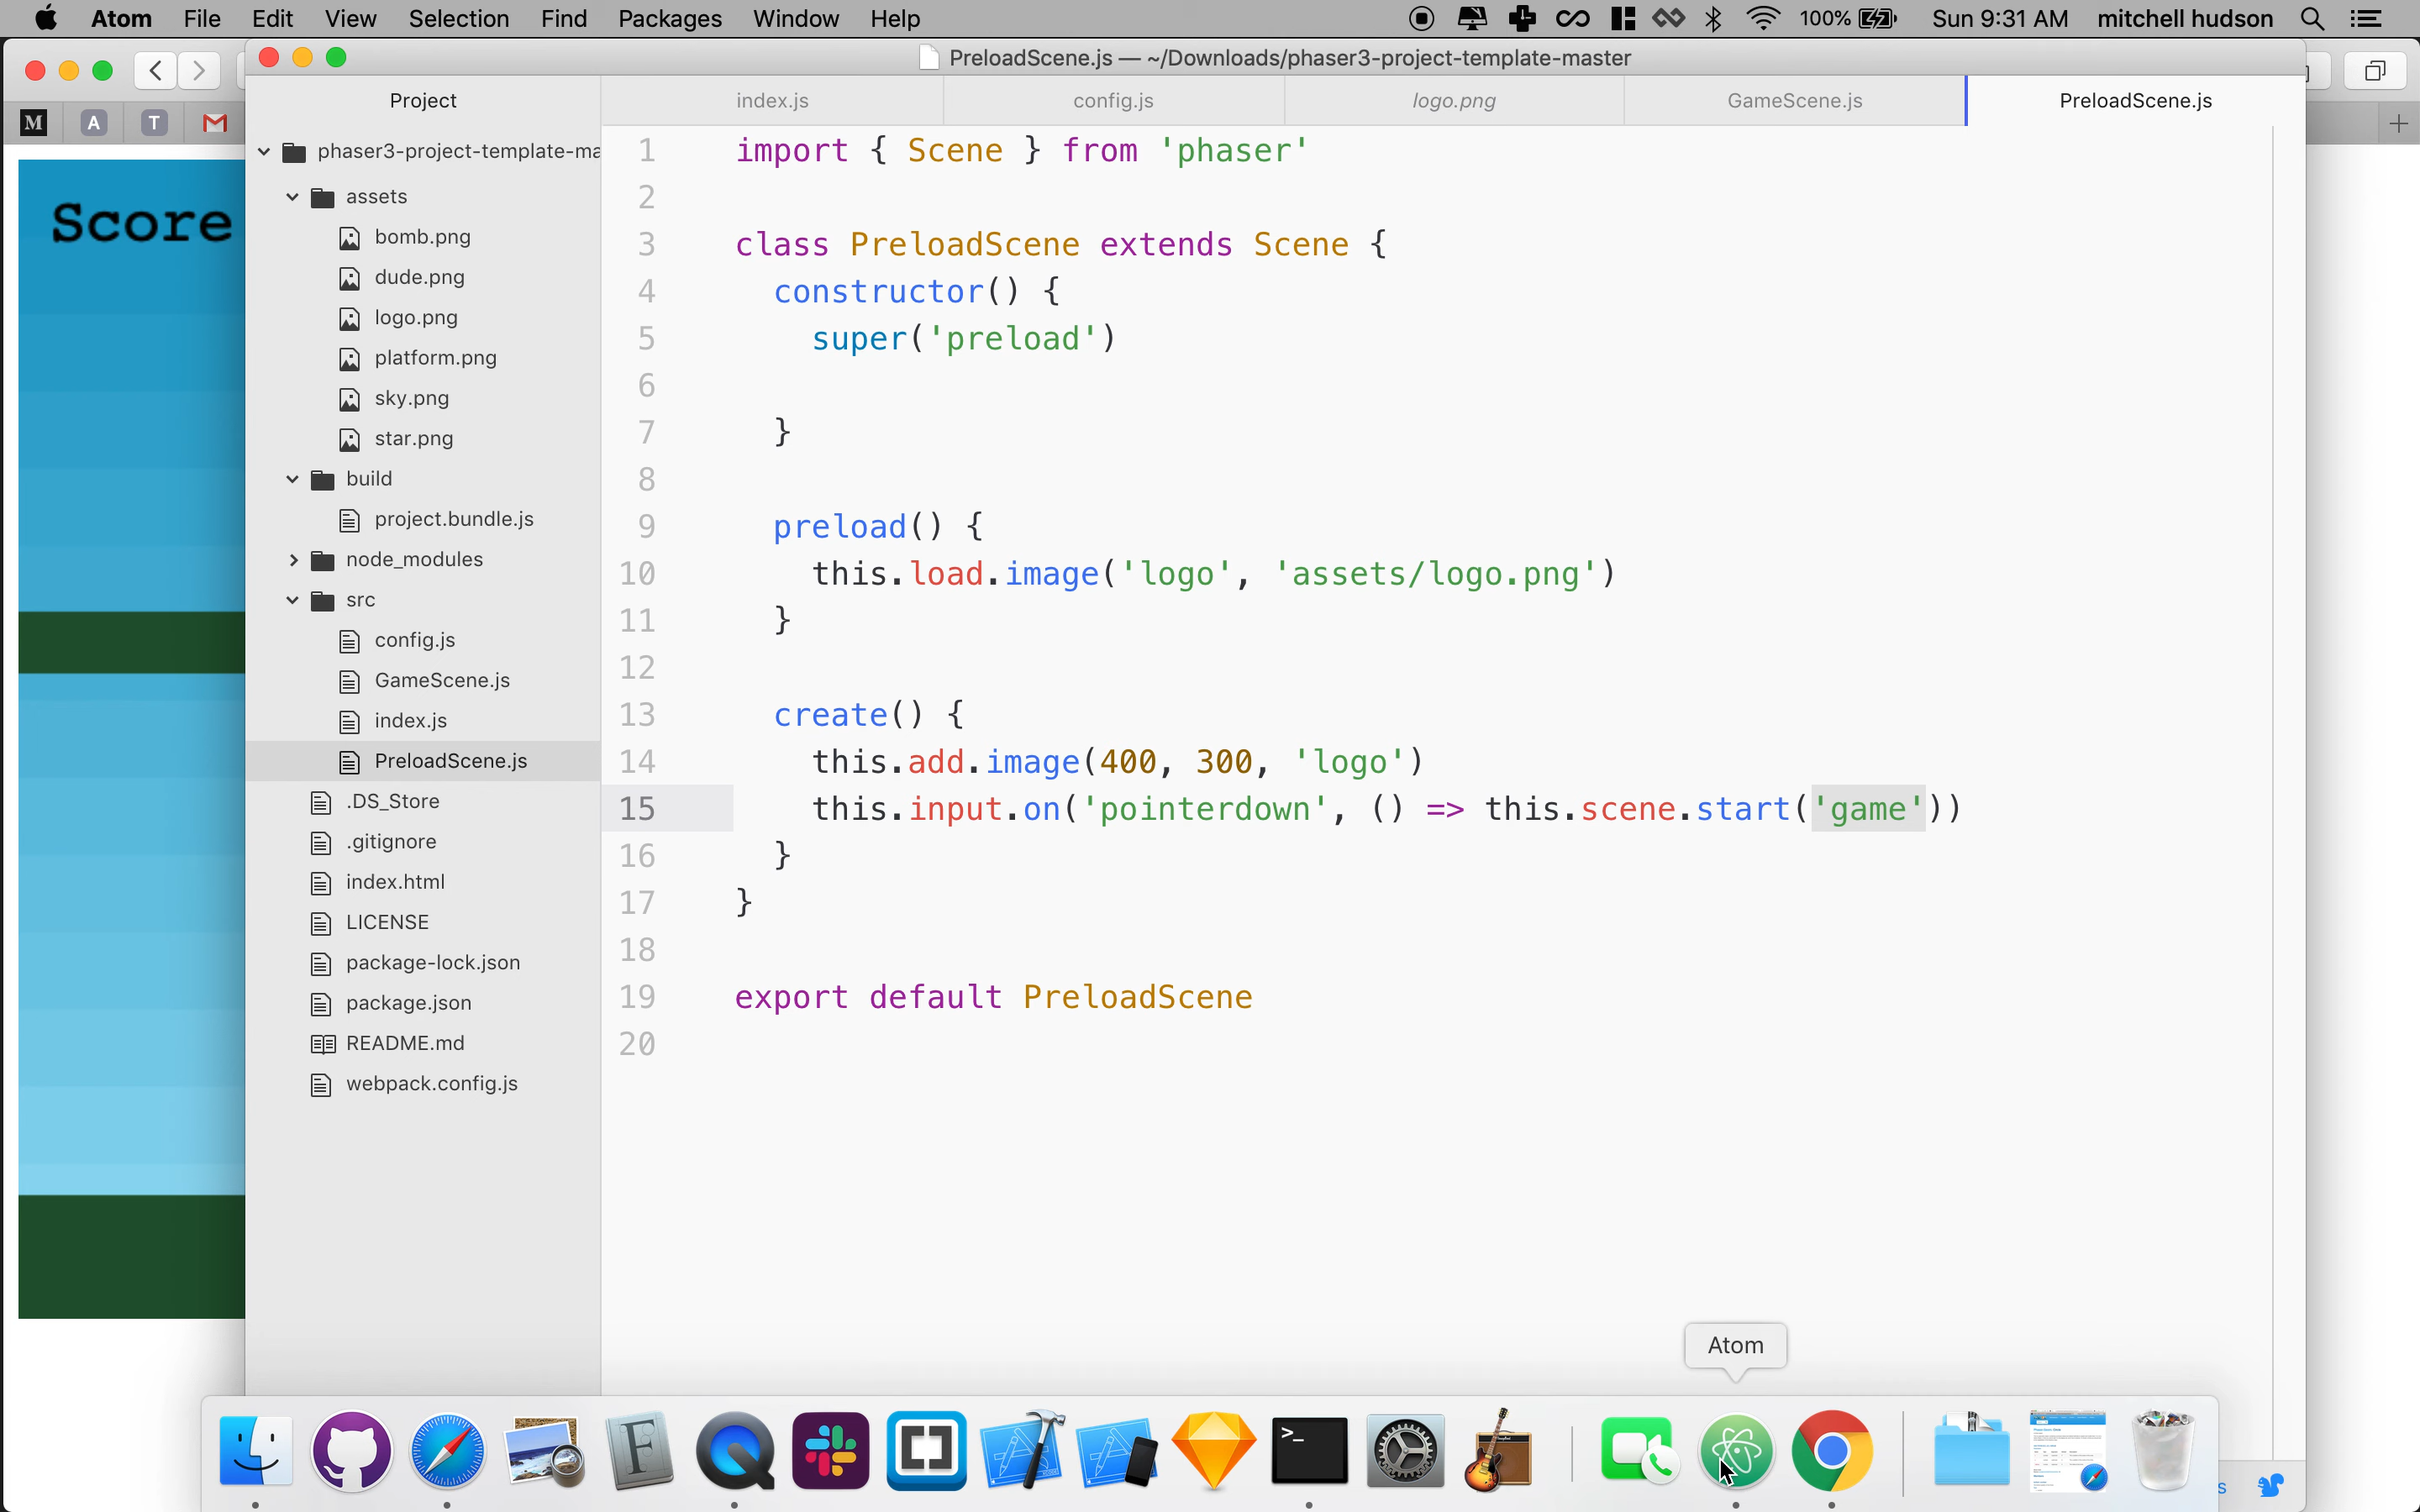 Atom File Edit View Selection Find Packages Window Help 100% Sun 9:31 AM mitchell hudson
PreloadScene.js — ~/Downloads/phaser3-project-template-master
M A T
Score
Project
phaser3-project-template-ma
assets
bomb.png
dude.png
logo.png
platform.png
sky.png
star.png
build
project.bundle.js
node_modules
src
config.js
GameScene.js
index.js
PreloadScene.js
.DS_Store
.gitignore
index.html
LICENSE
package-lock.json
package.json
README.md
webpack.config.js
index.js config.js logo.png GameScene.js PreloadScene.js
1 import { Scene } from 'phaser'
2
3 class PreloadScene extends Scene {
4 constructor() {
5 super('preload')
6
7 }
8
9 preload() {
10 this.load.image('logo', 'assets/logo.png')
11 }
12
13 create() {
14 this.add.image(400, 300, 'logo')
15 this.input.on('pointerdown', () => this.scene.start('game'))
16 }
17 }
18
19 export default PreloadScene
20
Atom